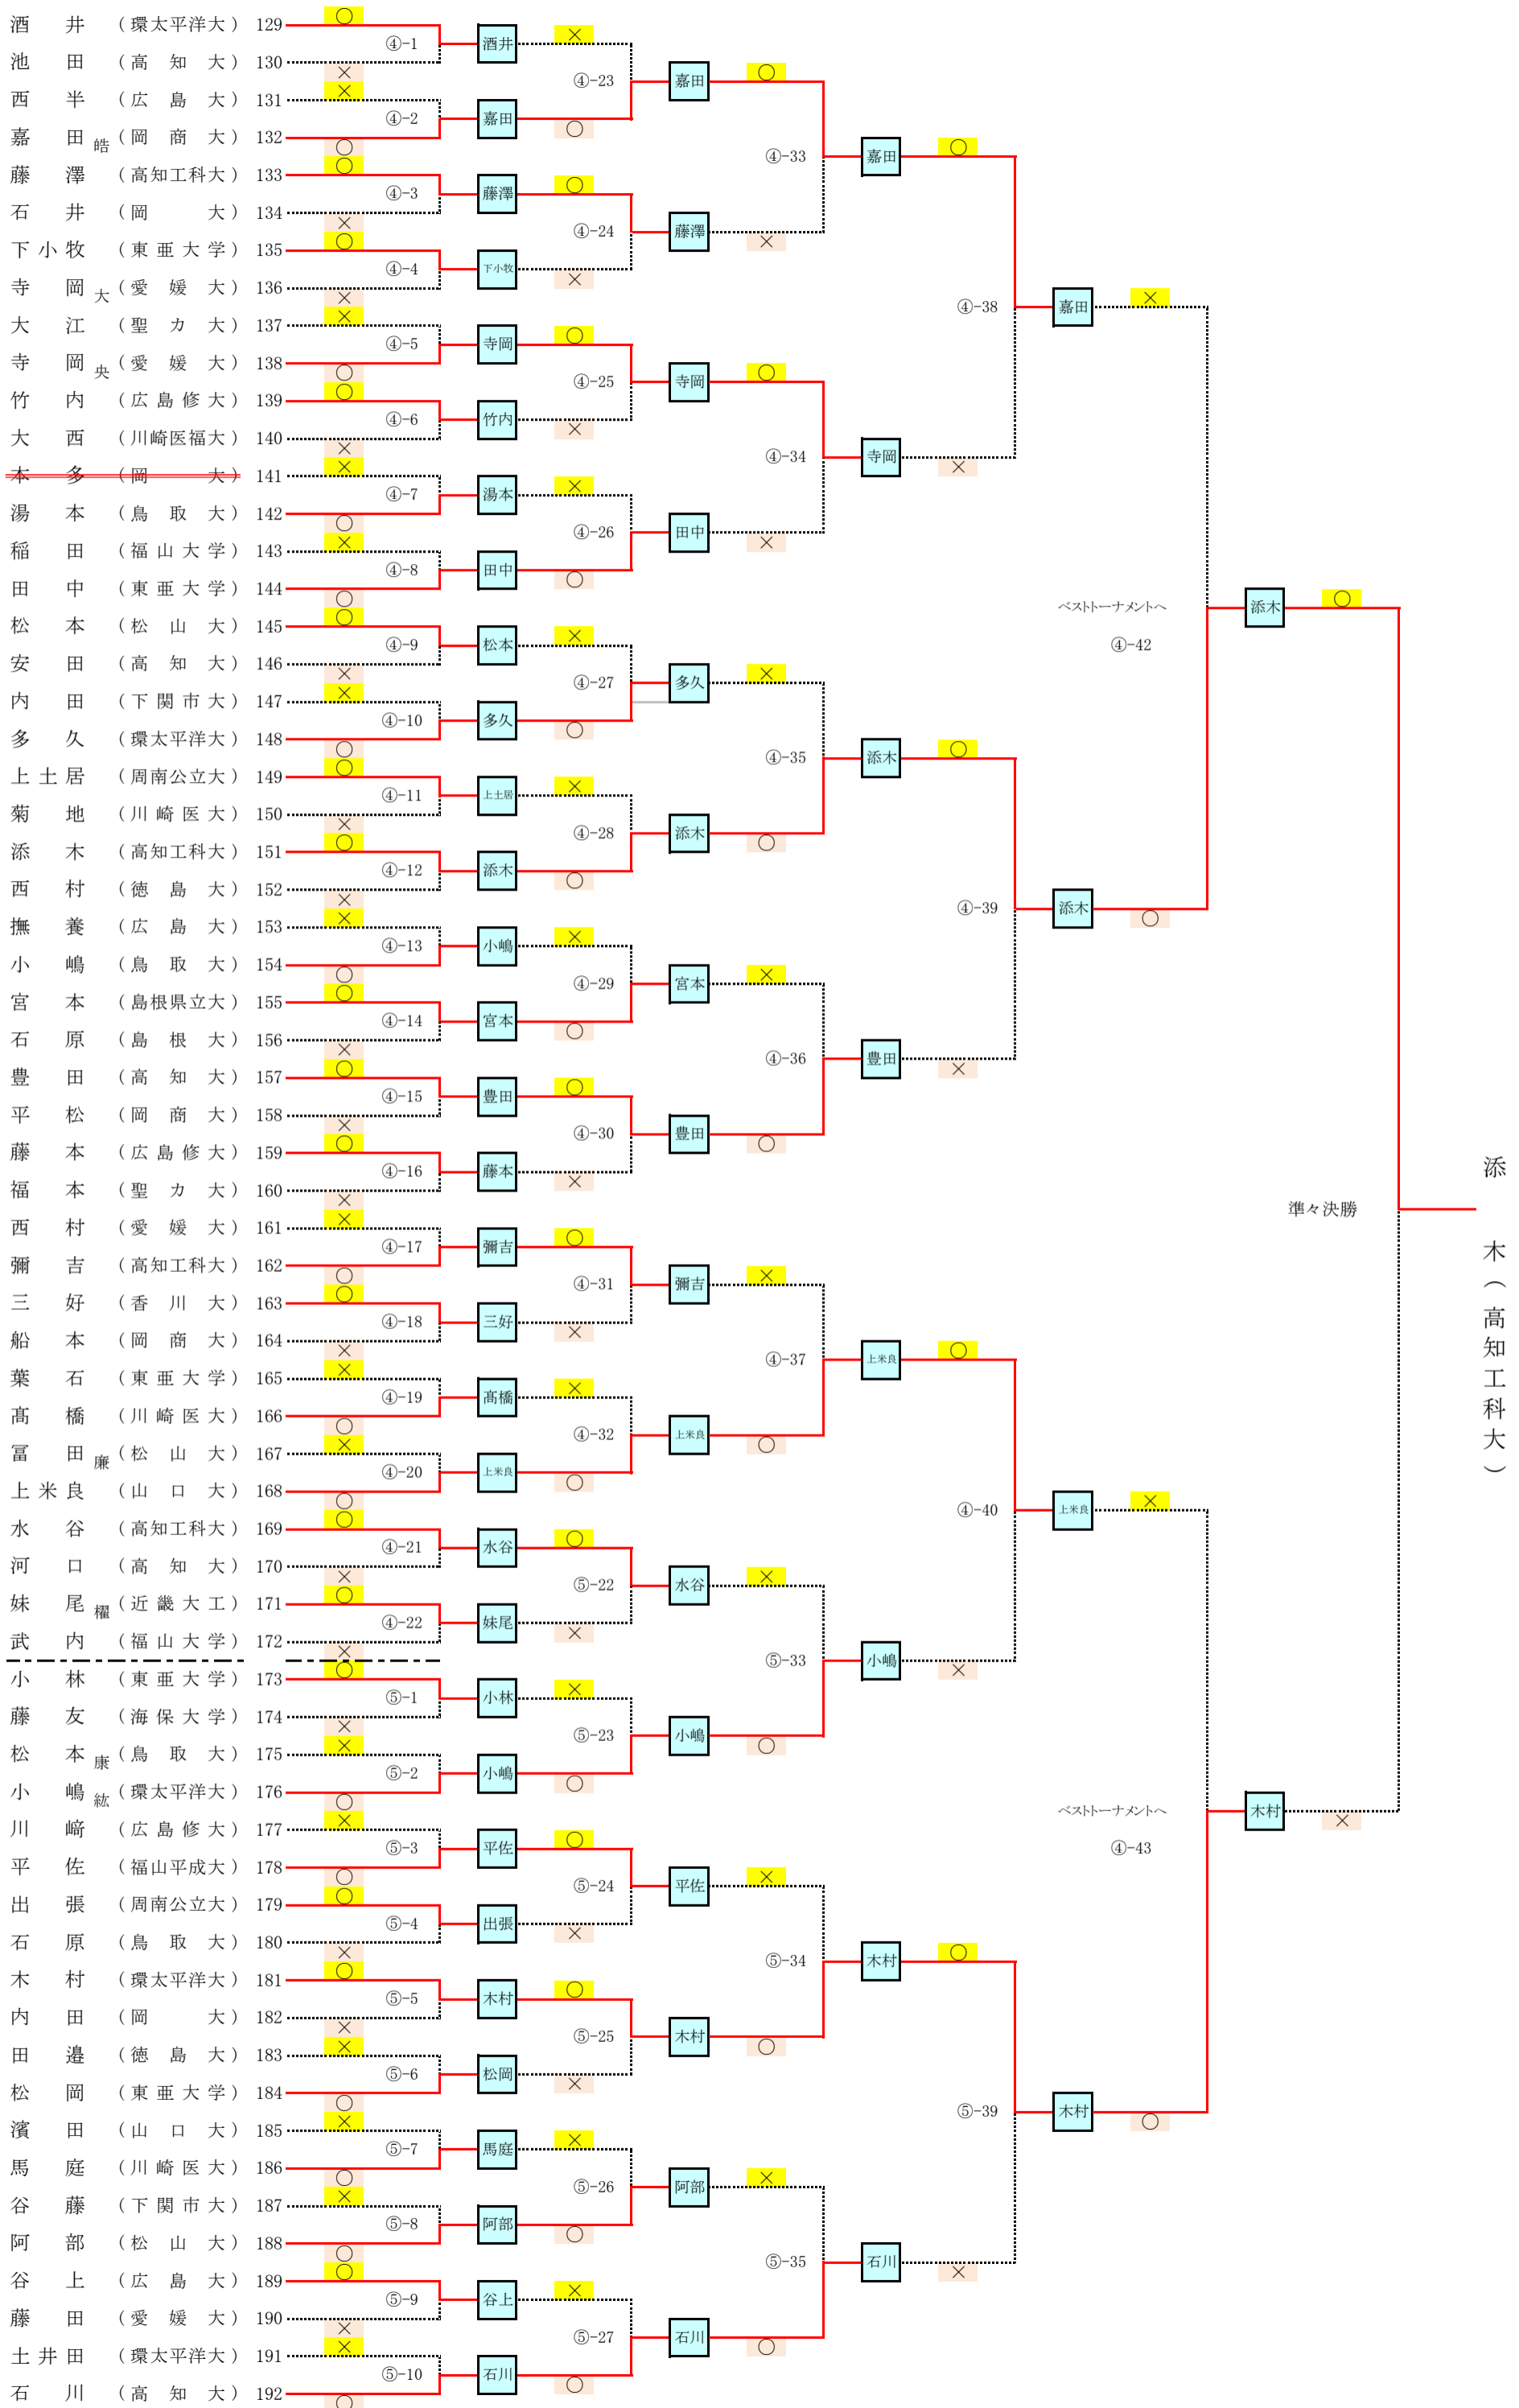 酒井（環太平洋大）129
池田（高知大）130
西半（広島大）131
嘉田皓（岡商大）132
藤澤（高知工科大）133
石井（岡大）134
下小牧（東亜大学）135
寺岡大（愛媛大）136
大江（聖カ大）137
寺岡央（愛媛大）138
竹内（広島修大）139
大西（川崎医福大）140
本多（岡大）141
湯本（鳥取大）142
稲田（福山大学）143
田中（東亜大学）144
松本（松山大）145
安田（高知大）146
内田（下関市大）147
多久（環太平洋大）148
上土居（周南公立大）149
菊地（川崎医大）150
添木（高知工科大）151
西村（徳島大）152
撫養（広島大）153
小嶋（鳥取大）154
宮本（島根県立大）155
石原（島根大）156
豊田（高知大）157
平松（岡商大）158
藤本（広島修大）159
福本（聖カ大）160
西村（愛媛大）161
彌吉（高知工科大）162
三好（香川大）163
船本（岡商大）164
葉石（東亜大学）165
髙橋（川崎医大）166
冨田廉（松山大）167
上米良（山口大）168
水谷（高知工科大）169
河口（高知大）170
妹尾櫂（近畿大工）171
武内（福山大学）172
小林（東亜大学）173
藤友（海保大学）174
松本康（鳥取大）175
小嶋紘（環太平洋大）176
川﨑（広島修大）177
平佐（福山平成大）178
出張（周南公立大）179
石原（鳥取大）180
木村（環太平洋大）181
内田（岡大）182
田邉（徳島大）183
松岡（東亜大学）184
濱田（山口大）185
馬庭（川崎医大）186
谷藤（下関市大）187
阿部（松山大）188
谷上（広島大）189
藤田（愛媛大）190
土井田（環太平洋大）191
石川（高知大）192
○
×
×
○
○
×
○
×
×
○
○
×
×
○
×
○
○
×
×
○
○
×
○
×
×
○
○
×
○
×
○
×
×
○
○
×
×
○
×
○
○
×
○
×
○
×
×
○
×
○
○
×
○
×
×
○
×
○
×
○
○
×
×
○
④-1
④-2
④-3
④-4
④-5
④-6
④-7
④-8
④-9
④-10
④-11
④-12
④-13
④-14
④-15
④-16
④-17
④-18
④-19
④-20
④-21
④-22
⑤-1
⑤-2
⑤-3
⑤-4
⑤-5
⑤-6
⑤-7
⑤-8
⑤-9
⑤-10
酒井
嘉田
藤澤
下小牧
寺岡
竹内
湯本
田中
松本
多久
上土居
添木
小嶋
宮本
豊田
藤本
彌吉
三好
髙橋
上米良
水谷
妹尾
小林
小嶋
平佐
出張
木村
松岡
馬庭
阿部
谷上
石川
×
○
○
×
○
×
×
○
×
○
×
○
×
○
○
×
○
×
×
○
○
×
×
○
○
×
○
×
×
○
×
○
④-23
④-24
④-25
④-26
④-27
④-28
④-29
④-30
④-31
④-32
⑤-22
⑤-23
⑤-24
⑤-25
⑤-26
⑤-27
嘉田
藤澤
寺岡
田中
多久
添木
宮本
豊田
彌吉
上米良
水谷
小嶋
平佐
木村
阿部
石川
○
×
○
×
×
○
×
○
×
○
×
○
×
○
×
○
④-33
④-34
④-35
④-36
④-37
⑤-33
⑤-34
⑤-35
嘉田
寺岡
添木
豊田
上米良
小嶋
木村
石川
○
×
○
×
○
×
○
×
④-38
④-39
④-40
⑤-39
嘉田
添木
上米良
木村
×
○
×
○
ベストトーナメントへ
④-42
ベストトーナメントへ
④-43
添木
木村
○
×
準々決勝
添木（高知工科大）